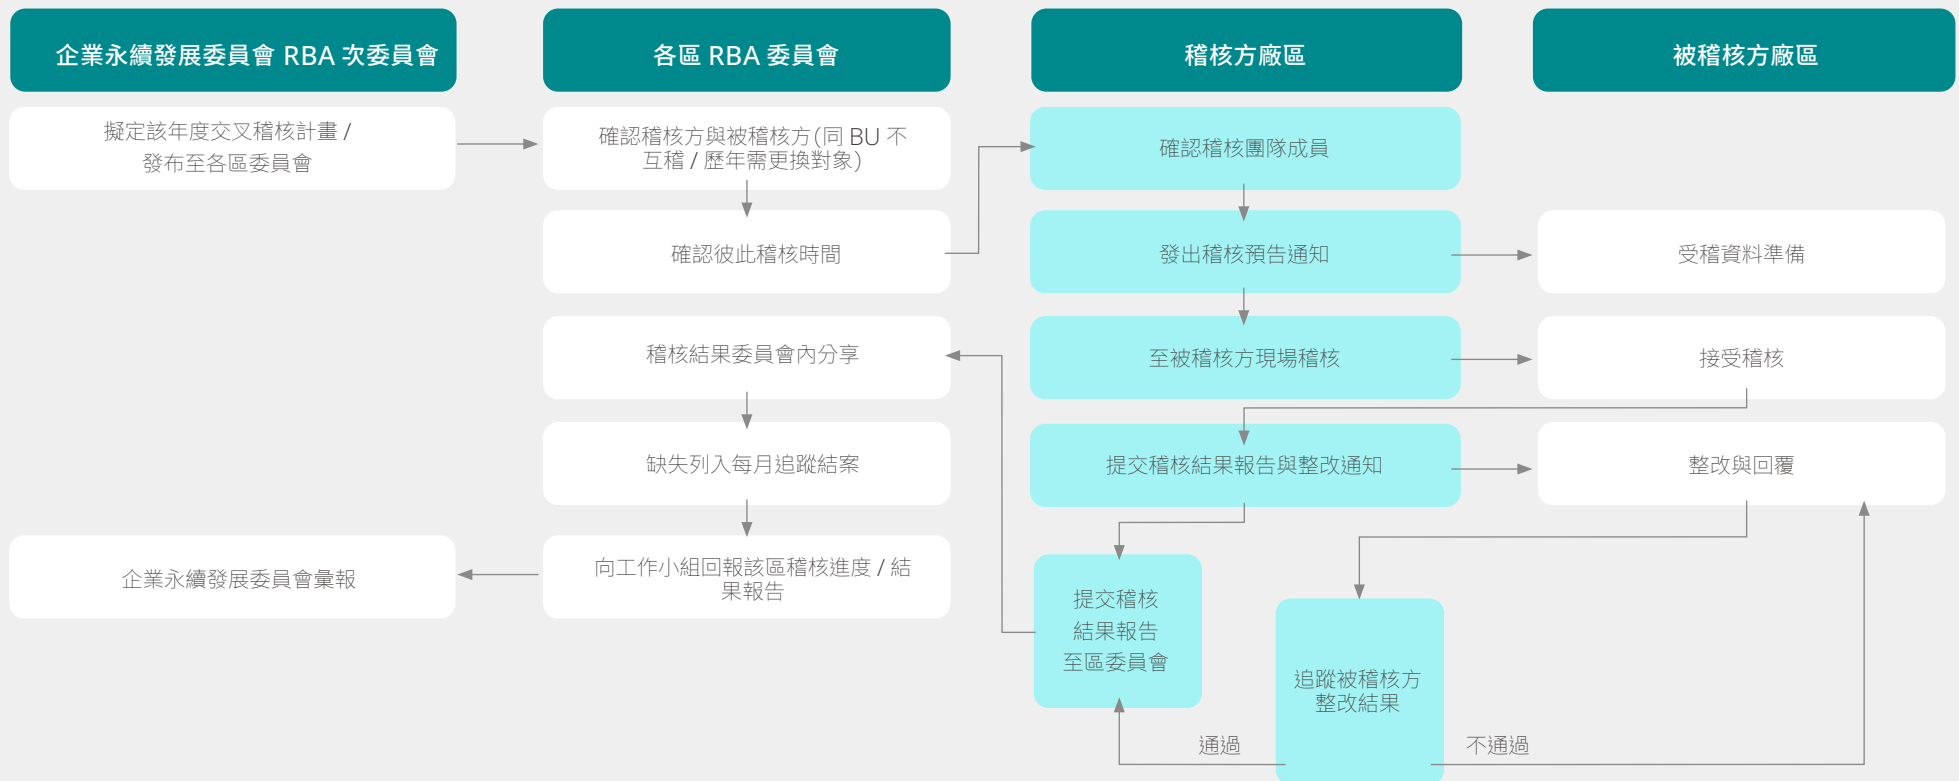 企業永續發展委員會 RBA 次委員會
各區 RBA 委員會
稽核方廠區
被稽核方廠區
擬定該年度交叉稽核計畫 /
發布至各區委員會
確認稽核方與被稽核方(同 BU 不
互稽 / 歷年需更換對象)
確認稽核團隊成員
確認彼此稽核時間
發出稽核預告通知
受稽資料準備
稽核結果委員會內分享
至被稽核方現場稽核
接受稽核
缺失列入每月追蹤結案
提交稽核結果報告與整改通知
整改與回覆
企業永續發展委員會彙報
向工作小組回報該區稽核進度 / 結
果報告
提交稽核
結果報告
至區委員會
追蹤被稽核方
整改結果
通過
不通過